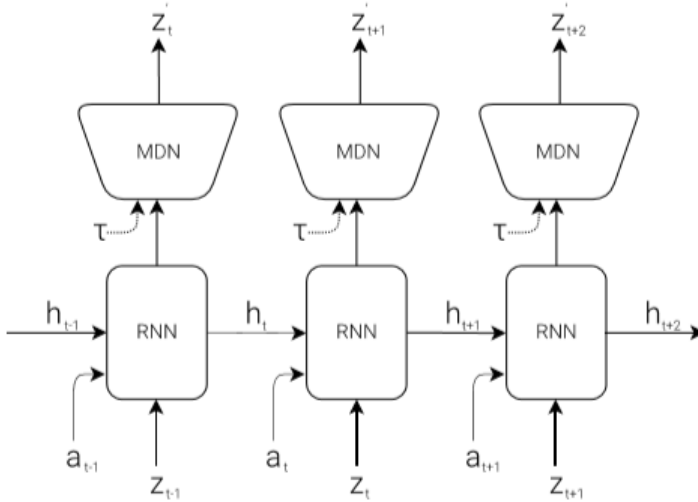 z'ₜ z'ₜ₊₁ z'ₜ₊₂
MDN MDN MDN
τ τ τ
hₜ₋₁ RNN hₜ RNN hₜ₊₁ RNN hₜ₊₂
aₜ₋₁ aₜ aₜ₊₁
zₜ₋₁ zₜ zₜ₊₁